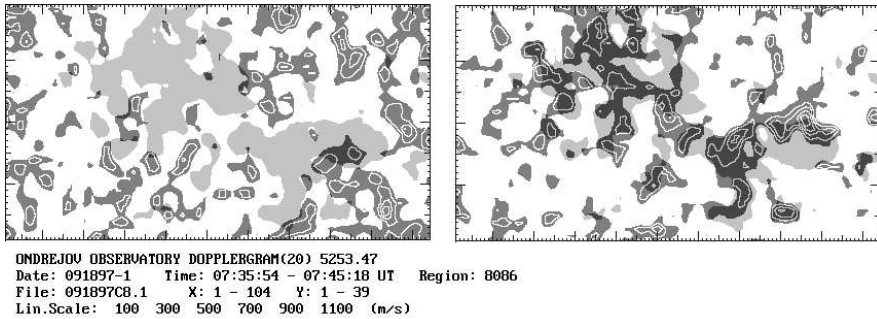 ONDREJOV OBSERVATORY DOPPLERGRAM(20) 5253.47
Date: 091897-1 Time: 07:35:54 - 07:45:18 UT Region: 8086
File: 091897C8.1 X: 1 - 104 Y: 1 - 39
Lin.Scale: 100 300 500 700 900 1100 (m/s)